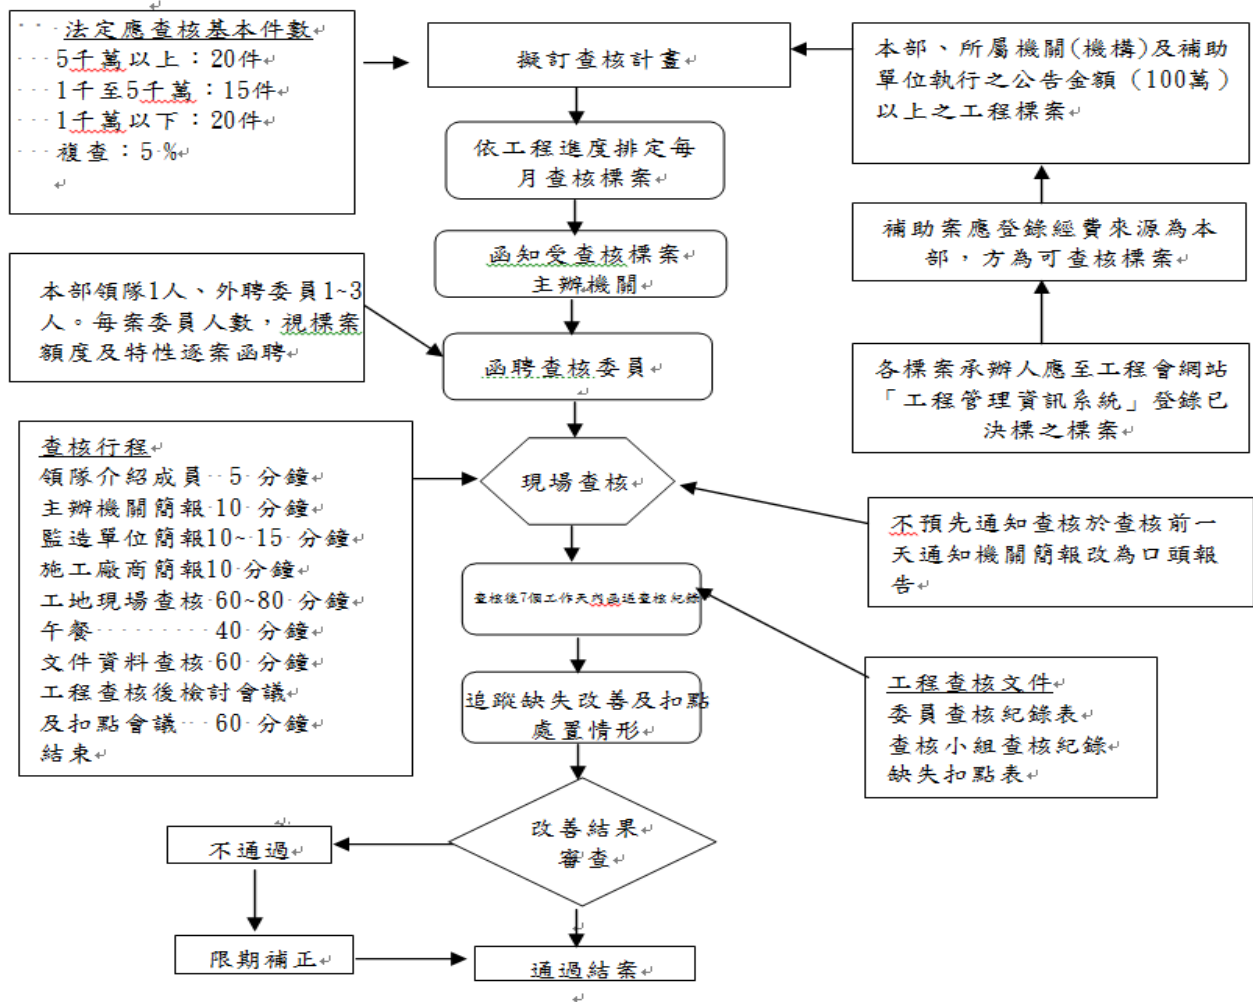 法定應查核基本件數
5千萬以上：20件
1千至5千萬：15件
1千萬以下：20件
複查：5 %
擬訂查核計畫
本部、所屬機關(機構)及補助
單位執行之公告金額（100萬）
以上之工程標案
依工程進度排定每
月查核標案
補助案應登錄經費來源為本
部，方為可查核標案
函知受查核標案
主辦機關
本部領隊1人、外聘委員1~3
人。每案委員人數，視標案
額度及特性逐案函聘
函聘查核委員
各標案承辦人應至工程會網站
「工程管理資訊系統」登錄已
決標之標案
查核行程
領隊介紹成員 5 分鐘
主辦機關簡報 10 分鐘
監造單位簡報10~ 15 分鐘
施工廠商簡報10 分鐘
工地現場查核 60~80 分鐘
午餐 40 分鐘
文件資料查核 60 分鐘
工程查核後檢討會議
及扣點會議 60 分鐘
結束
現場查核
不預先通知查核於查核前一
天通知機關簡報改為口頭報
告
查核後7個工作天內函送查核紀錄
工程查核文件
委員查核紀錄表
查核小組查核紀錄
缺失扣點表
追蹤缺失改善及扣點
處置情形
改善結果
審查
不通過
限期補正
通過結案